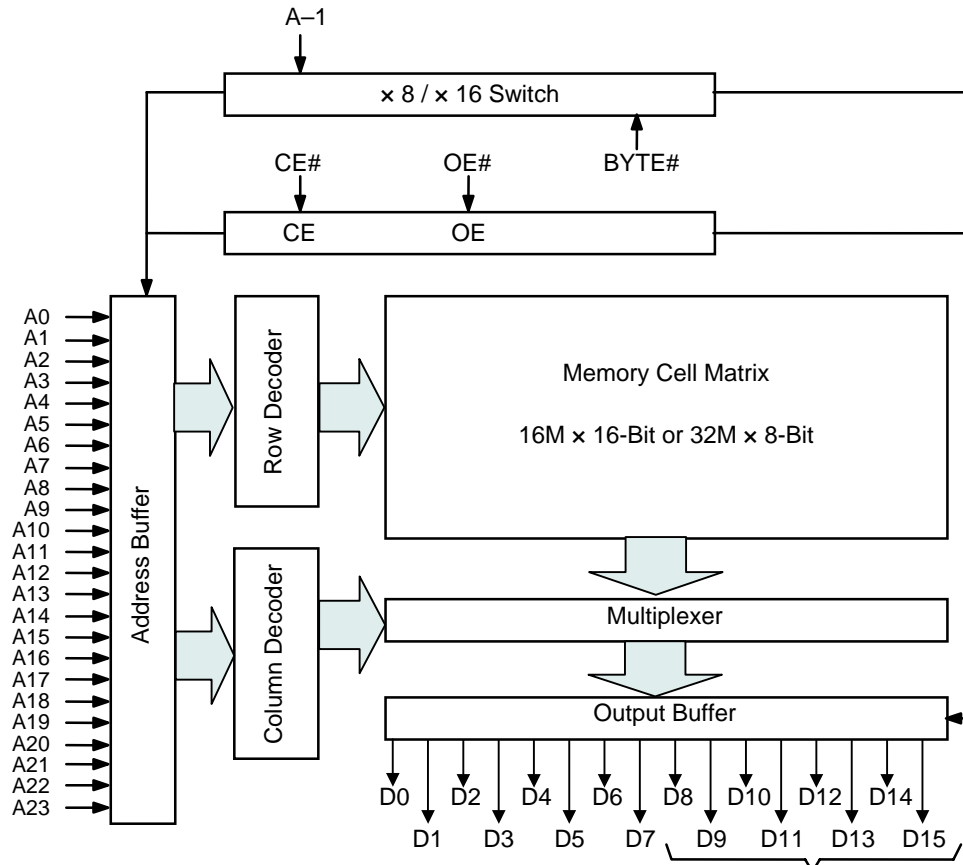 A–1
× 8 / × 16 Switch
CE# OE# BYTE#
CE OE
A0
A1
A2
A3
A4
A5
A6
A7
A8
A9
A10
A11
A12
A13
A14
A15
A16
A17
A18
A19
A20
A21
A22
A23
Address Buffer
Row Decoder
Column Decoder
Memory Cell Matrix
16M × 16-Bit or 32M × 8-Bit
Multiplexer
Output Buffer
D0 D2 D4 D6 D8 D10 D12 D14
D1 D3 D5 D7 D9 D11 D13 D15